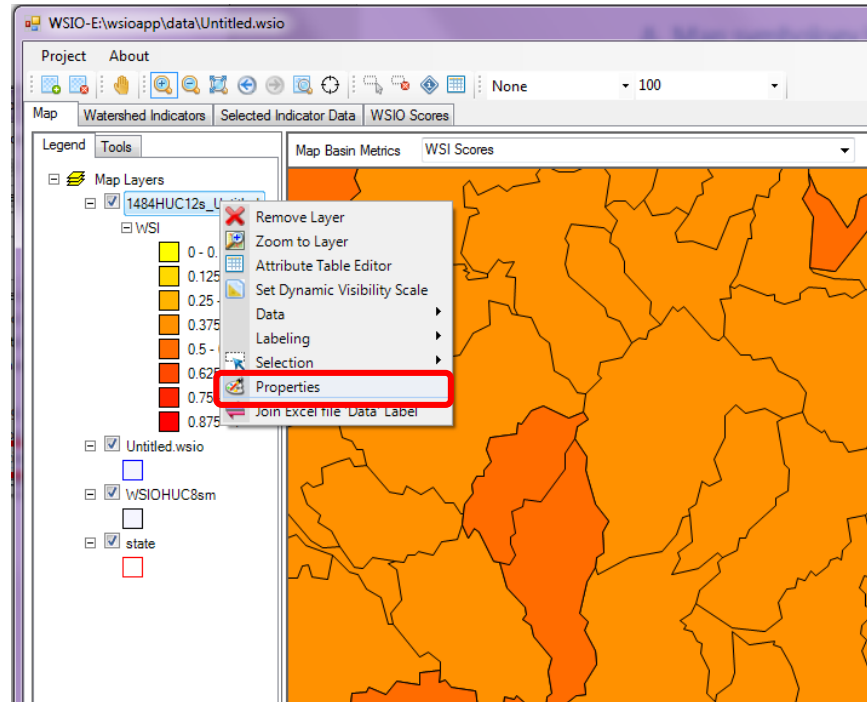 WSIO-E:\wsioapp\data\Untitled.wsio
Project About
None 100
Map Watershed Indicators Selected Indicator Data WSIO Scores
Legend Tools
Map Basin Metrics WSI Scores
Map Layers
1484HUC12s_Untitled
WSI
0 - 0.
0.125
0.25 -
0.375
0.5 -
0.625
0.75
0.875
Remove Layer
Zoom to Layer
Attribute Table Editor
Set Dynamic Visibility Scale
Data
Labeling
Selection
Properties
Join Excel file 'Data' Label
Untitled.wsio
WSIOHUC8sm
state